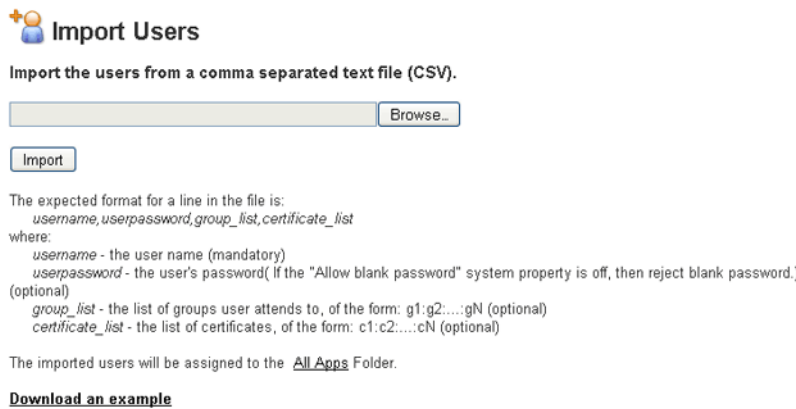 Import Users
Import the users from a comma separated text file (CSV).
Browse...
Import
The expected format for a line in the file is:
username,userpassword,group_list,certificate_list
where:
username - the user name (mandatory)
userpassword - the user's password( If the "Allow blank password" system property is off, then reject blank password.)
(optional)
group_list - the list of groups user attends to, of the form: g1:g2:...:gN (optional)
certificate_list - the list of certificates, of the form: c1:c2:...:cN (optional)
The imported users will be assigned to the All Apps Folder.
Download an example